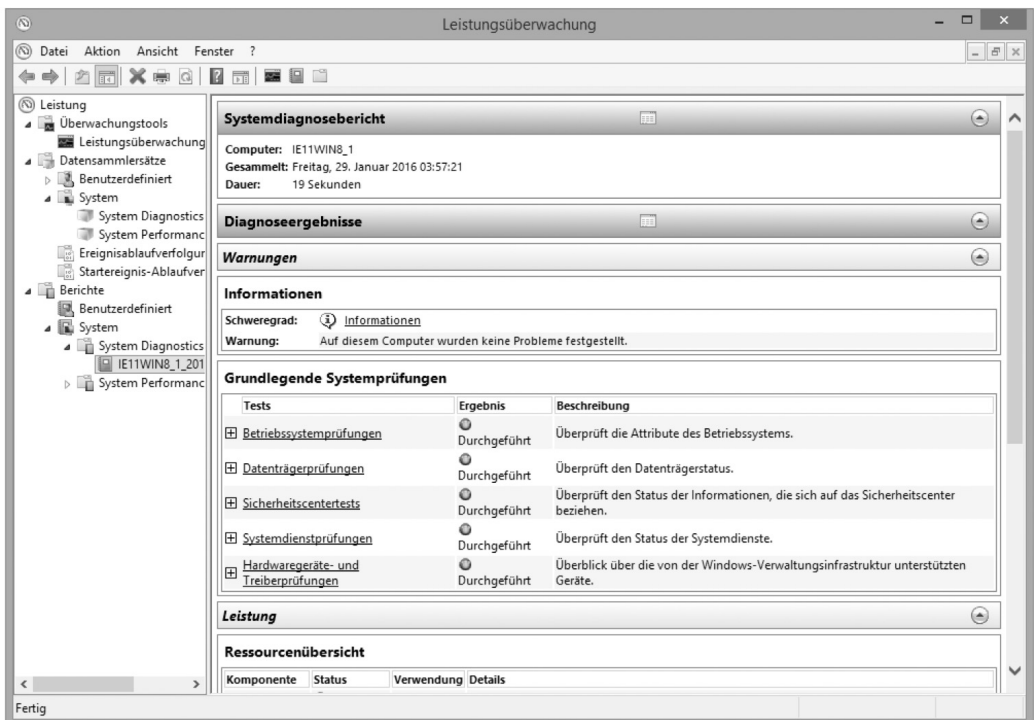 Leistungsüberwachung
Datei Aktion Ansicht Fenster ?
Leistung
Überwachungstools
Leistungsüberwachung
Datensammlersätze
Benutzerdefiniert
System
System Diagnostics
System Performanc
Ereignisablaufverfolgur
Startereignis-Ablaufver
Berichte
Benutzerdefiniert
System
System Diagnostics
IE11WIN8_1_201
System Performanc
Systemdiagnosebericht
Computer: IE11WIN8_1
Gesammelt: Freitag, 29. Januar 2016 03:57:21
Dauer: 19 Sekunden
Diagnoseergebnisse
Warnungen
Informationen
Schweregrad: Informationen
Warnung: Auf diesem Computer wurden keine Probleme festgestellt.
Grundlegende Systemprüfungen
Tests Ergebnis Beschreibung
Betriebssystemprüfungen Durchgeführt Überprüft die Attribute des Betriebssystems.
Datenträgerprüfungen Durchgeführt Überprüft den Datenträgerstatus.
Sicherheitscentertests Durchgeführt Überprüft den Status der Informationen, die sich auf das Sicherheitscenter
beziehen.
Systemdienstprüfungen Durchgeführt Überprüft den Status der Systemdienste.
Hardwaregeräte- und Überblick über die von der Windows-Verwaltungsinfrastruktur unterstützten
Treiberprüfungen Durchgeführt Geräte.
Leistung
Ressourcenübersicht
Komponente Status Verwendung Details
Fertig